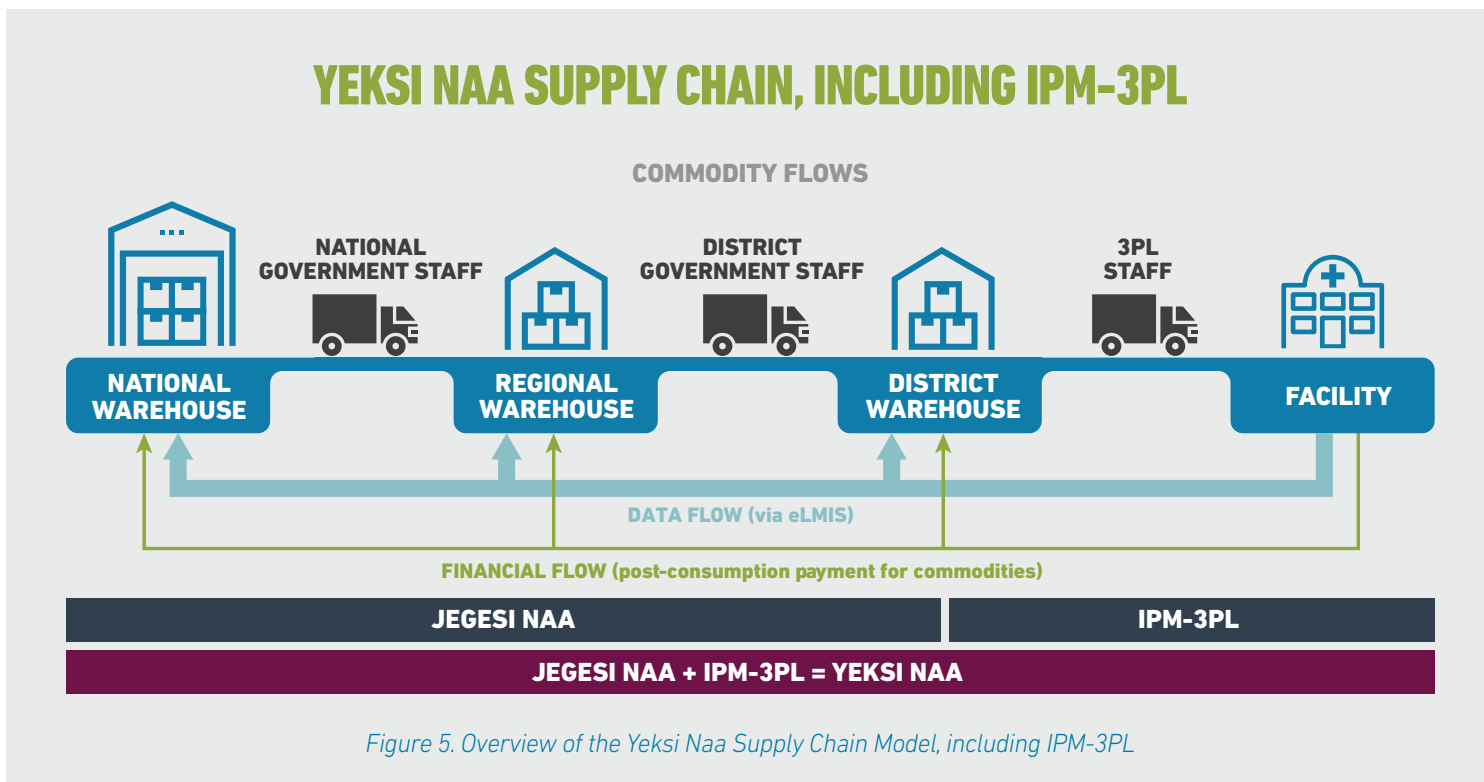 YEKSI NAA SUPPLY CHAIN, INCLUDING IPM-3PL
COMMODITY FLOWS
NATIONAL
GOVERNMENT STAFF
DISTRICT
GOVERNMENT STAFF
3PL
STAFF
NATIONAL
WAREHOUSE
REGIONAL
WAREHOUSE
DISTRICT
WAREHOUSE
FACILITY
DATA FLOW (via eLMIS)
FINANCIAL FLOW (post-consumption payment for commodities)
JEGESI NAA
IPM-3PL
JEGESI NAA + IPM-3PL = YEKSI NAA
Figure 5. Overview of the Yeksi Naa Supply Chain Model, including IPM-3PL